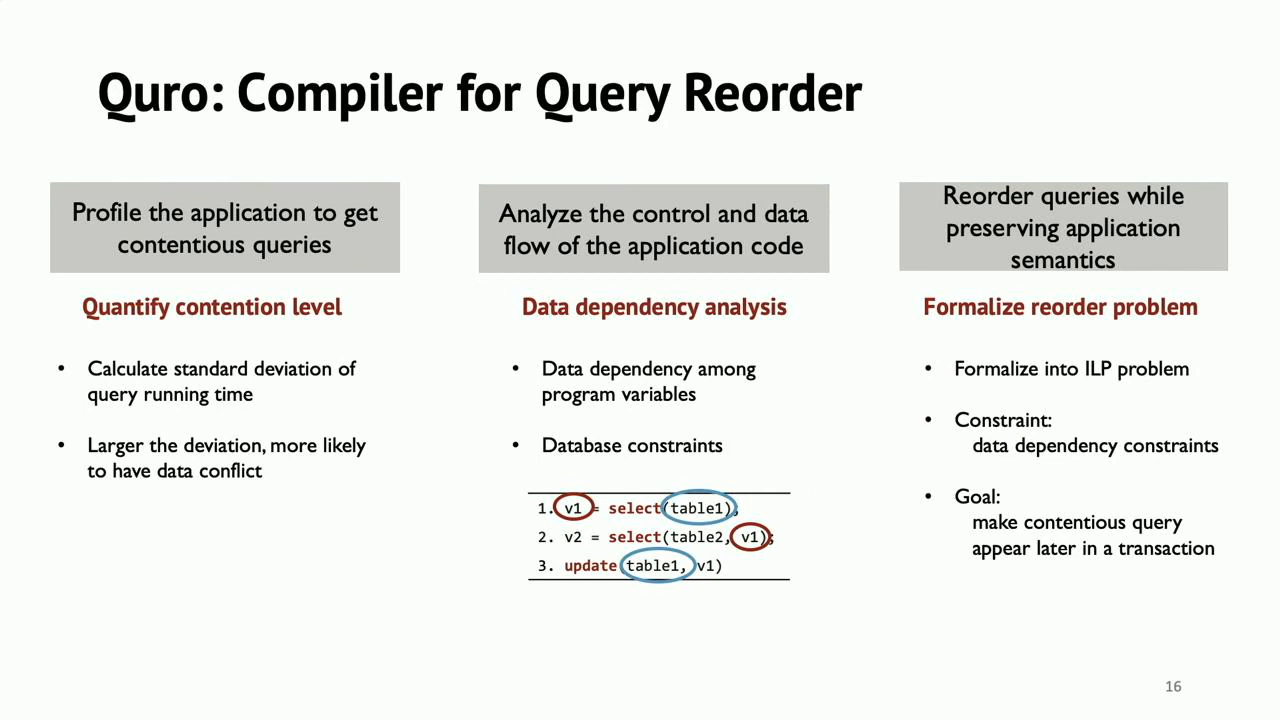 Quro: Compiler for Query Reorder
Profile the application to get
contentious queries
Quantify contention level
• Calculate standard deviation of
query running time
• Larger the deviation, more likely
to have data conflict
Analyze the control and data
flow of the application code
Data dependency analysis
• Data dependency among
program variables
• Database constraints
1. v1 = select(table1);
2. v2 = select(table2, v1);
3. update(table1, v1)
Reorder queries while
preserving application
semantics
Formalize reorder problem
• Formalize into ILP problem
• Constraint:
data dependency constraints
• Goal:
make contentious query
appear later in a transaction
16